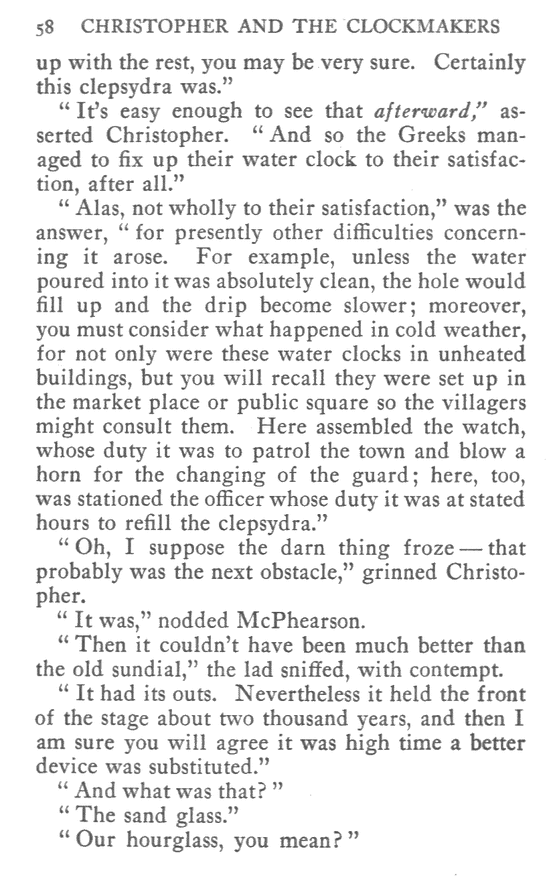 58 CHRISTOPHER AND THE CLOCKMAKERS
up with the rest, you may be very sure. Certainly
this clepsydra was.”
“ It’s easy enough to see that afterward,” as-
serted Christopher. “ And so the Greeks man-
aged to fix up their water clock to their satisfac-
tion, after all.”
“ Alas, not wholly to their satisfaction,” was the
answer, “ for presently other difficulties concern-
ing it arose. For example, unless the water
poured into it was absolutely clean, the hole would
fill up and the drip become slower; moreover,
you must consider what happened in cold weather,
for not only were these water clocks in unheated
buildings, but you will recall they were set up in
the market place or public square so the villagers
might consult them. Here assembled the watch,
whose duty it was to patrol the town and blow a
horn for the changing of the guard; here, too,
was stationed the officer whose duty it was at stated
hours to refill the clepsydra.”
“ Oh, I suppose the darn thing froze — that
probably was the next obstacle,” grinned Christo-
pher.
“ It was,” nodded McPhearson.
“ Then it couldn’t have been much better than
the old sundial,” the lad sniffed, with contempt.
“ It had its outs. Nevertheless it held the front
of the stage about two thousand years, and then I
am sure you will agree it was high time a better
device was substituted.”
“ And what was that? ”
“ The sand glass.”
“ Our hourglass, you mean? ”